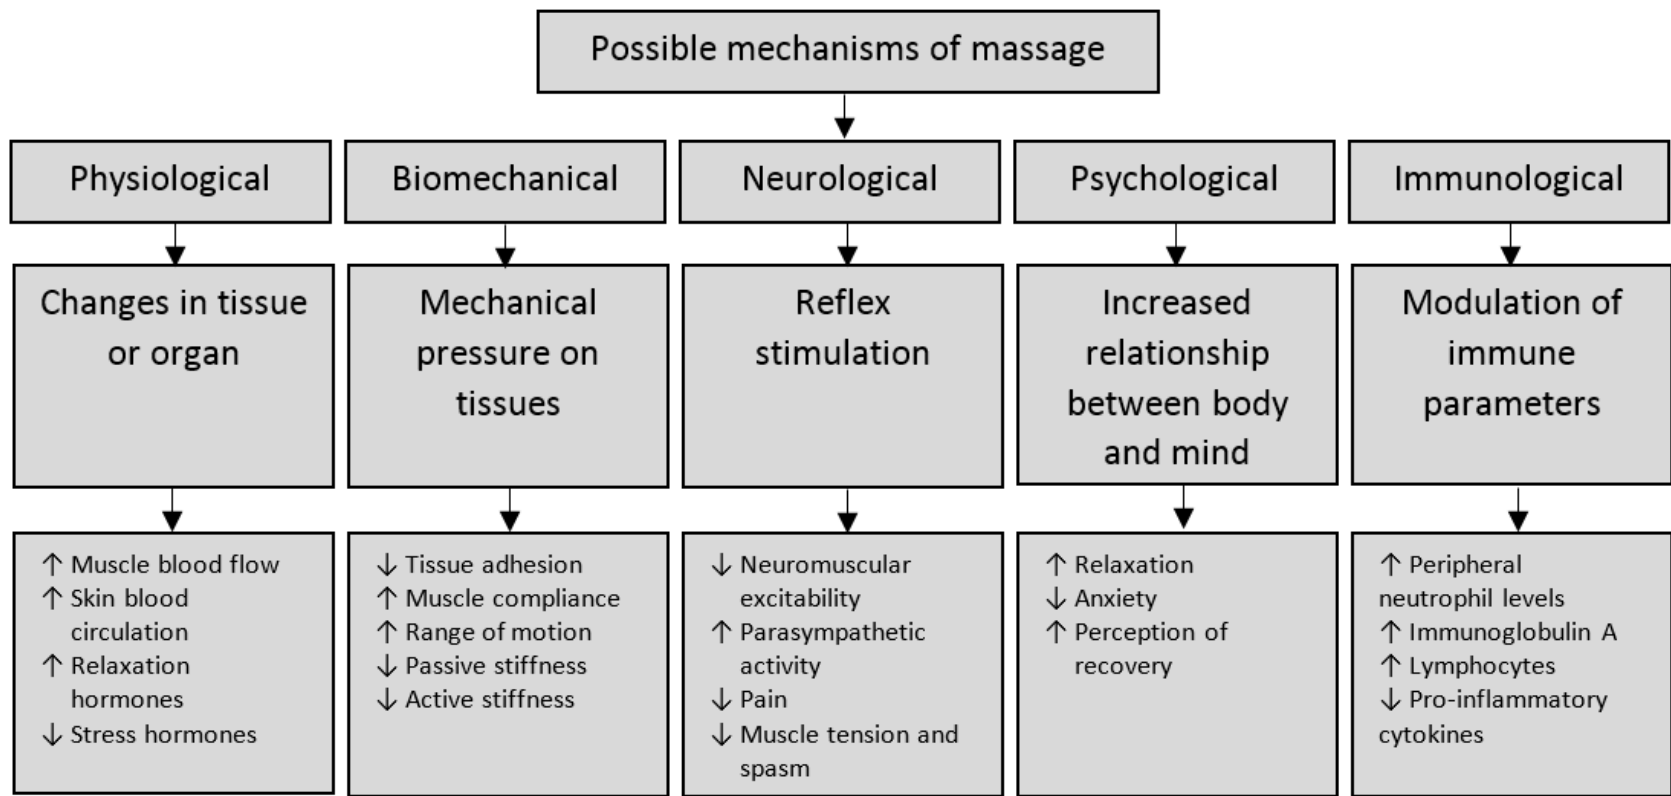 Possible mechanisms of massage
Physiological
Biomechanical
Neurological
Psychological
Immunological
Changes in tissue
or organ
Mechanical
pressure on
tissues
Reflex
stimulation
Increased
relationship
between body
and mind
Modulation of
immune
parameters
↑ Muscle blood flow
↑ Skin blood
circulation
↑ Relaxation
hormones
↓ Stress hormones
↓ Tissue adhesion
↑ Muscle compliance
↑ Range of motion
↓ Passive stiffness
↓ Active stiffness
↓ Neuromuscular
excitability
↑ Parasympathetic
activity
↓ Pain
↓ Muscle tension and
spasm
↑ Relaxation
↓ Anxiety
↑ Perception of
recovery
↑ Peripheral
neutrophil levels
↑ Immunoglobulin A
↑ Lymphocytes
↓ Pro-inflammatory
cytokines